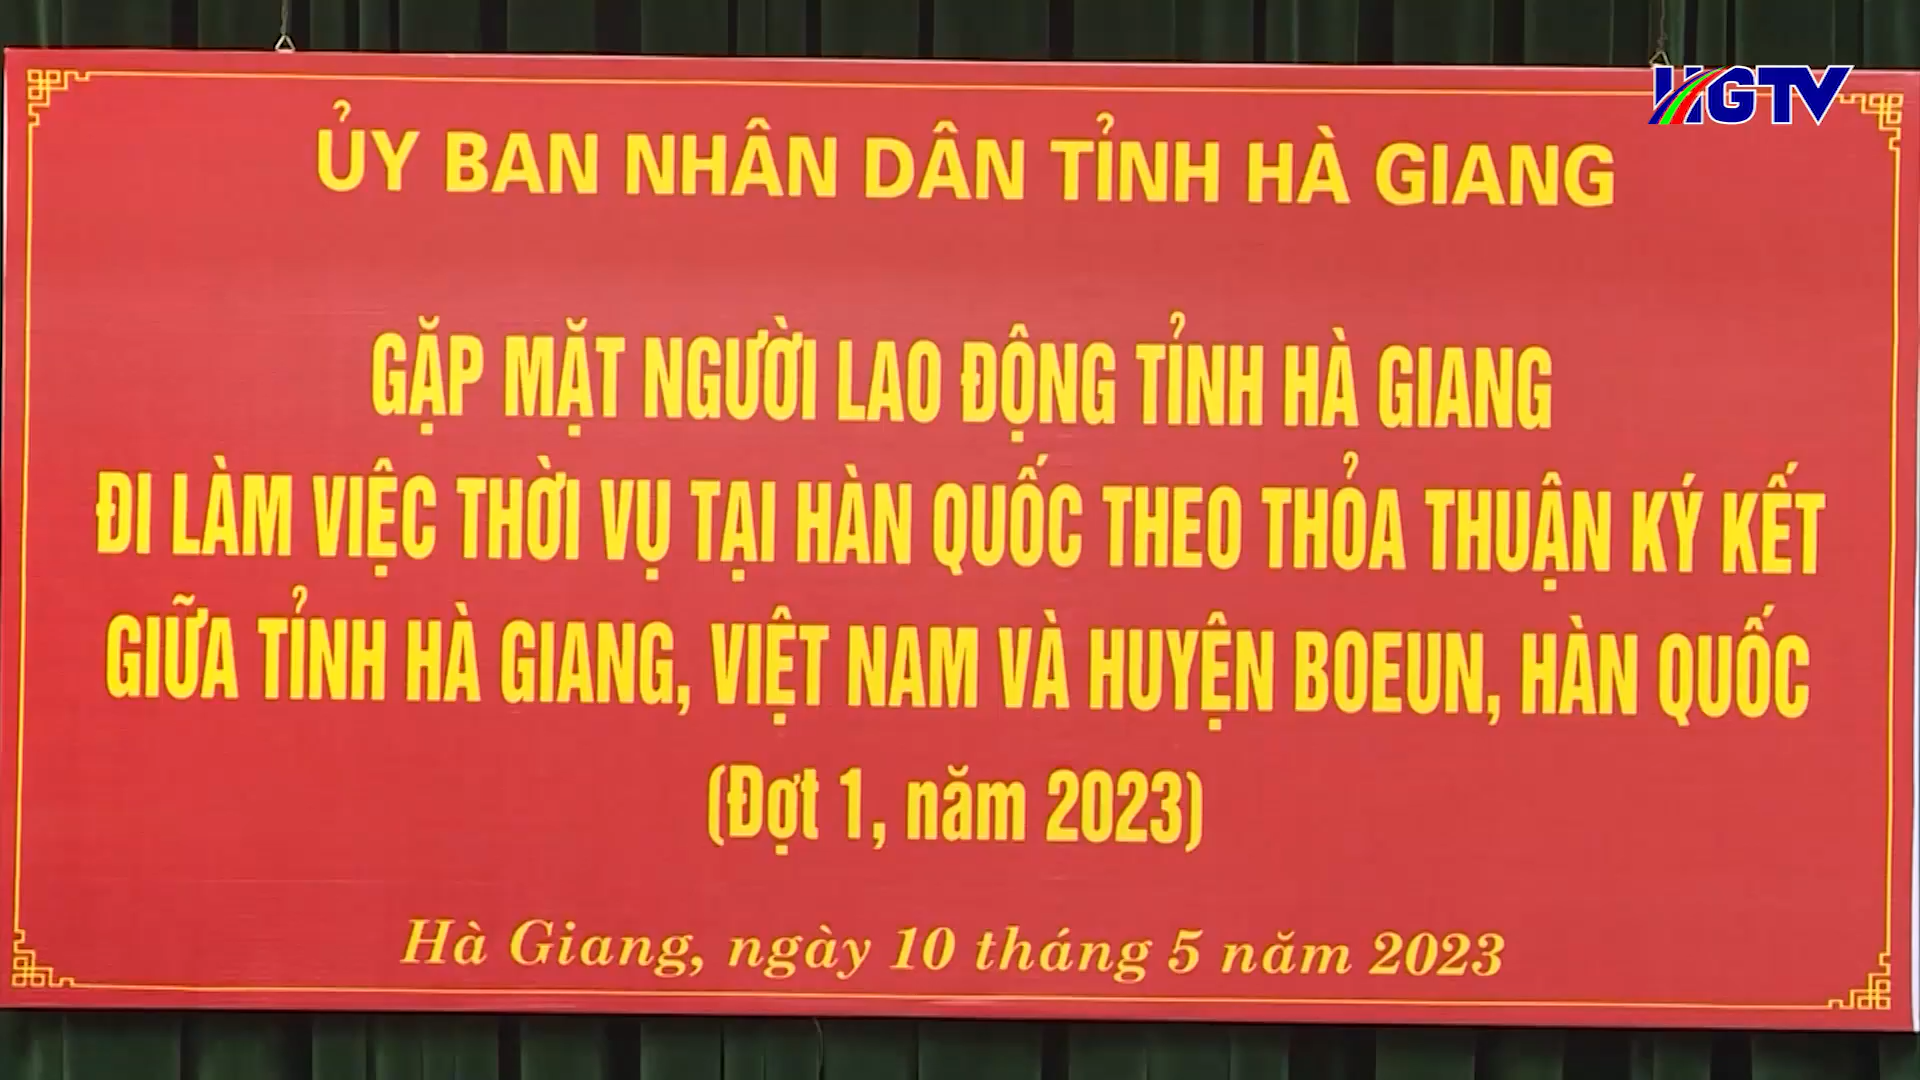 HGTV
ỦY BAN NHÂN DÂN TỈNH HÀ GIANG
GẶP MẶT NGƯỜI LAO ĐỘNG TỈNH HÀ GIANG
ĐI LÀM VIỆC THỜI VỤ TẠI HÀN QUỐC THEO THỎA THUẬN KÝ KẾT
GIỮA TỈNH HÀ GIANG, VIỆT NAM VÀ HUYỆN BOEUN, HÀN QUỐC
(Đợt 1, năm 2023)
Hà Giang, ngày 10 tháng 5 năm 2023